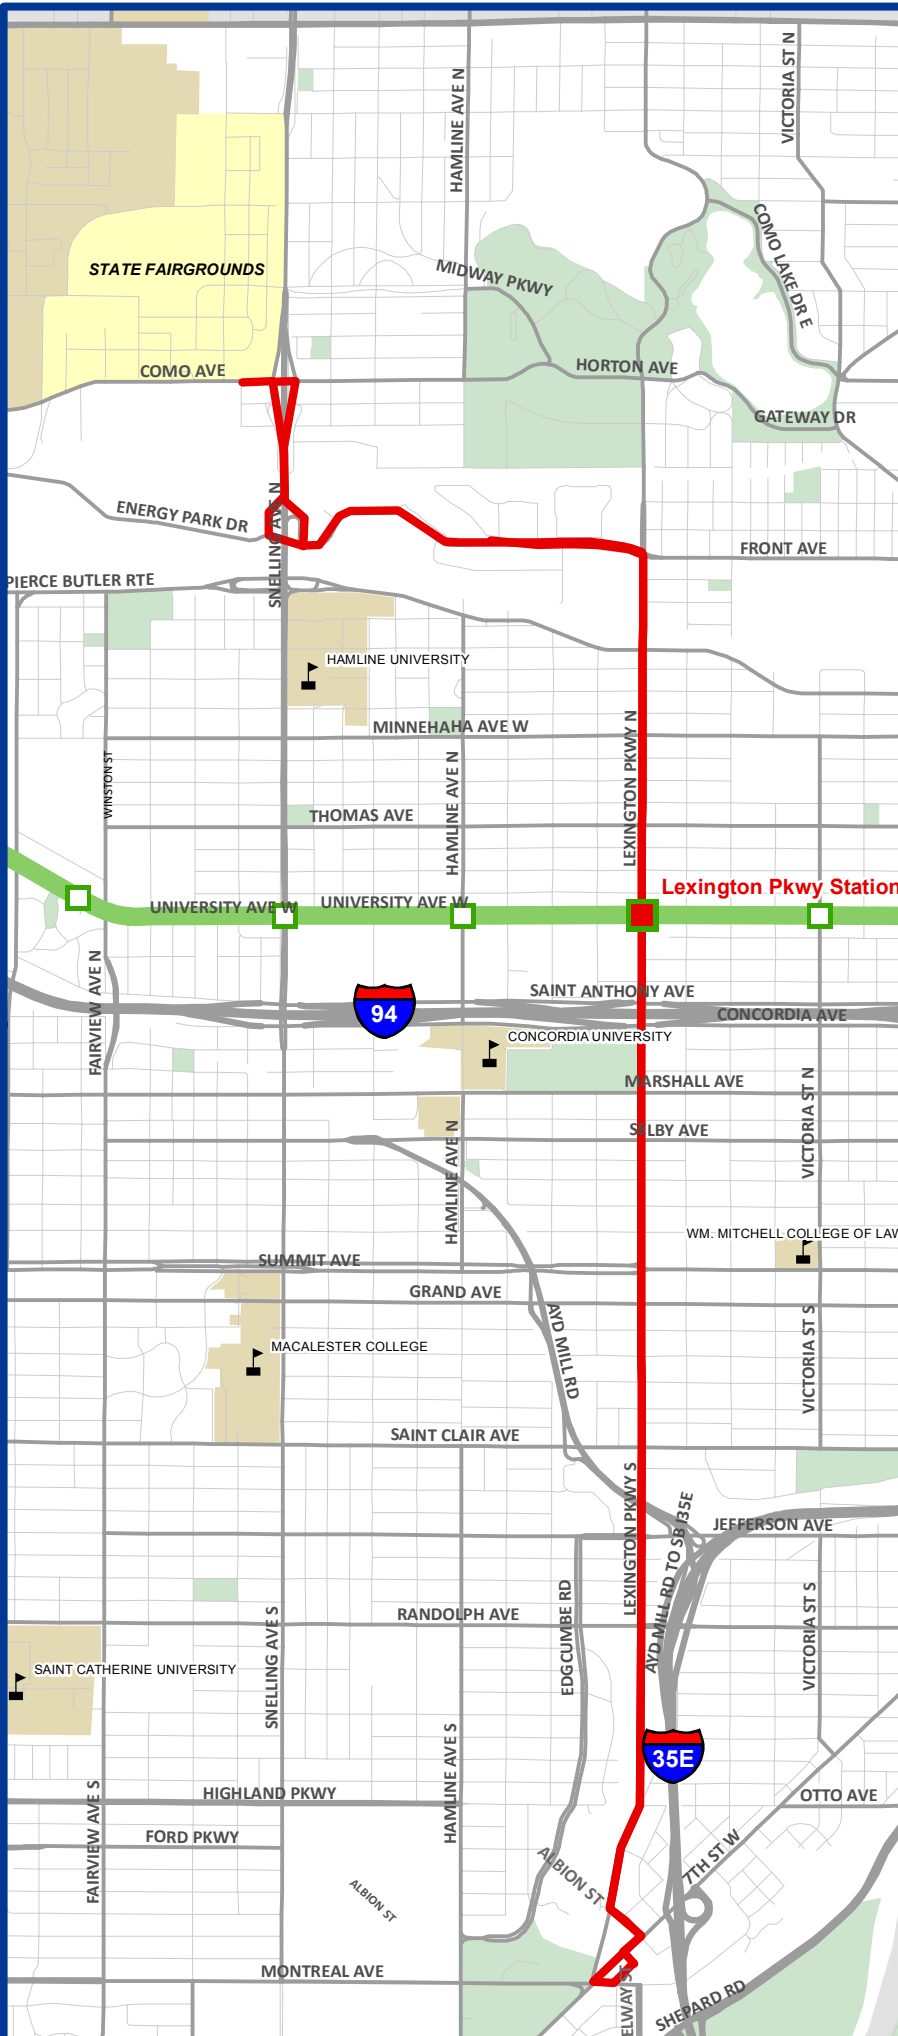 VICTORIA ST N
HAMLINE AVE N
COMO LAKE DR E
STATE FAIRGROUNDS
MIDWAY PKWY
COMO AVE
HORTON AVE
GATEWAY DR
ENERGY PARK DR
SNELLING AVE N
FRONT AVE
PIERCE BUTLER RTE
HAMLINE UNIVERSITY
MINNEHAHA AVE W
WINSTON ST
HAMLINE AVE N
LEXINGTON PKWY N
THOMAS AVE
Lexington Pkwy Station
UNIVERSITY AVE W
UNIVERSITY AVE W
FAIRVIEW AVE N
SAINT ANTHONY AVE
94
CONCORDIA AVE
CONCORDIA UNIVERSITY
MARSHALL AVE
VICTORIA ST N
SELBY AVE
HAMLINE AVE N
WM. MITCHELL COLLEGE OF LAW
SUMMIT AVE
GRAND AVE
AYD MILL RD
VICTORIA ST S
MACALESTER COLLEGE
SAINT CLAIR AVE
LEXINGTON PKWY S
AYD MILL RD TO SB I35E
JEFFERSON AVE
EDGCUMBE RD
VICTORIA ST S
RANDOLPH AVE
SNELLING AVE S
SAINT CATHERINE UNIVERSITY
HAMLINE AVE S
35E
HIGHLAND PKWY
OTTO AVE
FAIRVIEW AVE S
FORD PKWY
ALBION ST
7TH ST W
ALBION ST
MONTREAL AVE
ELWAY ST
SHEPARD RD